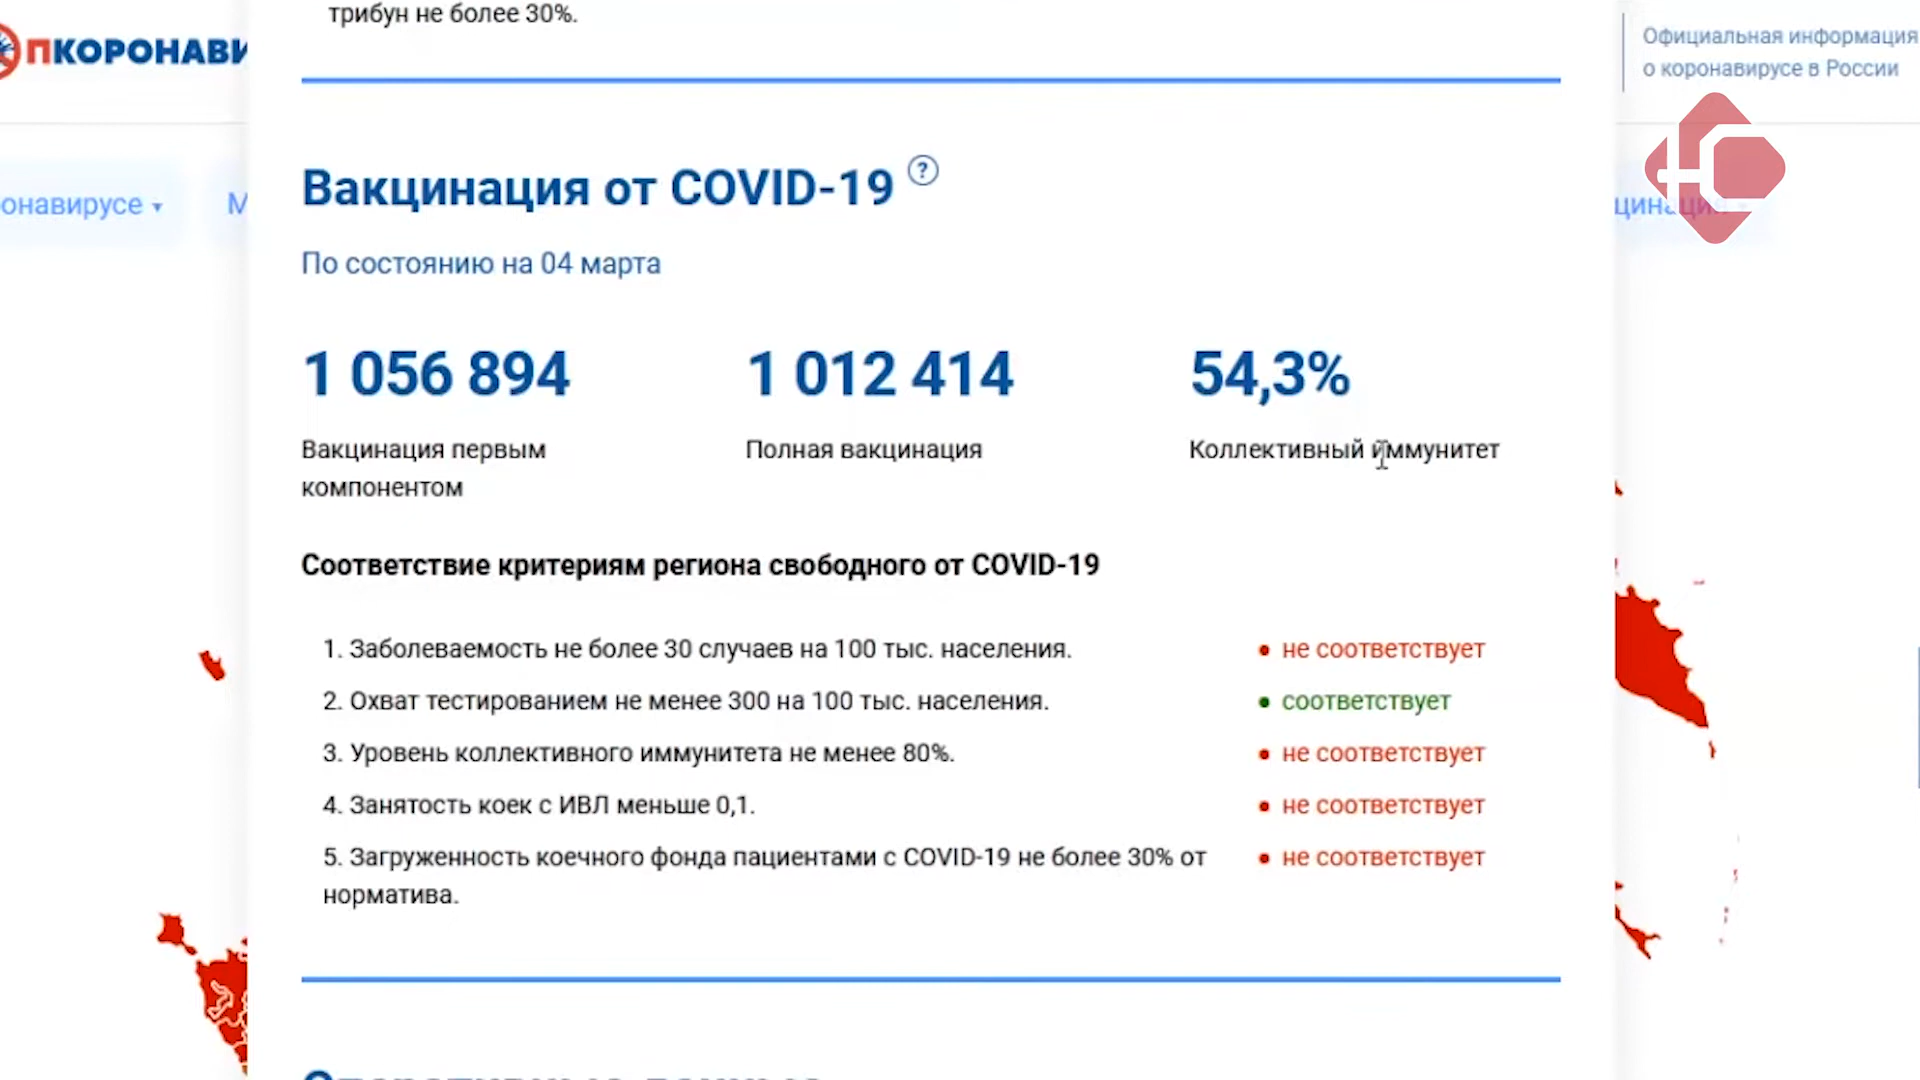 трибун не более 30%.
ПКОРОНАВИ
Официальная информация
о коронавирусе в России
онавирусе
М
цинация
Вакцинация от COVID-19 ?
По состоянию на 04 марта
1 056 894
1 012 414
54,3%
Вакцинация первым
компонентом
Полная вакцинация
Коллективный иммунитет
Соответствие критериям региона свободного от COVID-19
1. Заболеваемость не более 30 случаев на 100 тыс. населения.
• не соответствует
2. Охват тестированием не менее 300 на 100 тыс. населения.
• соответствует
3. Уровень коллективного иммунитета не менее 80%.
• не соответствует
4. Занятость коек с ИВЛ меньше 0,1.
• не соответствует
5. Загруженность коечного фонда пациентами с COVID-19 не более 30% от
норматива.
• не соответствует